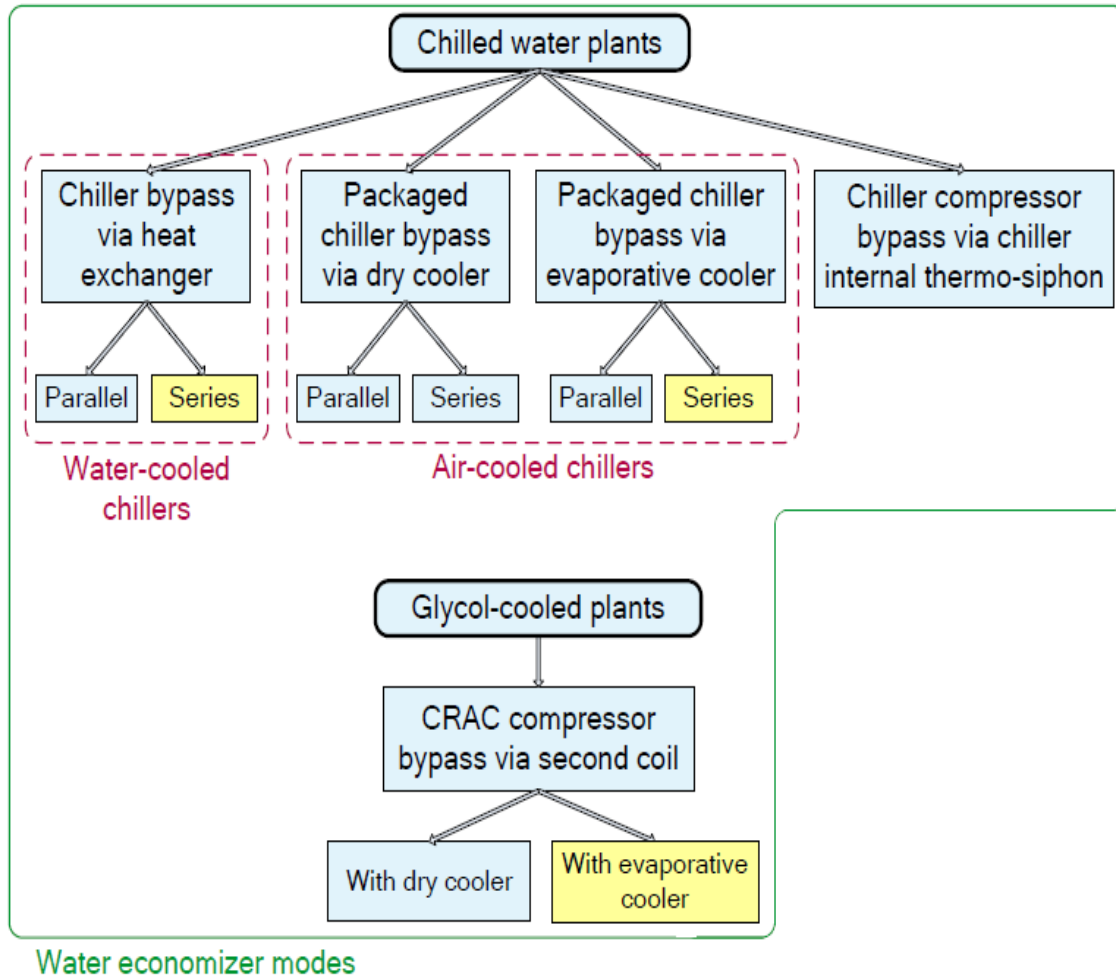 Chilled water plants
Chiller bypass
via heat
exchanger
Packaged
chiller bypass
via dry cooler
Packaged chiller
bypass via
evaporative cooler
Chiller compressor
bypass via chiller
internal thermo-siphon
Parallel
Series
Parallel
Series
Parallel
Series
Water-cooled
chillers
Air-cooled chillers
Glycol-cooled plants
CRAC compressor
bypass via second coil
With dry cooler
With evaporative
cooler
Water economizer modes